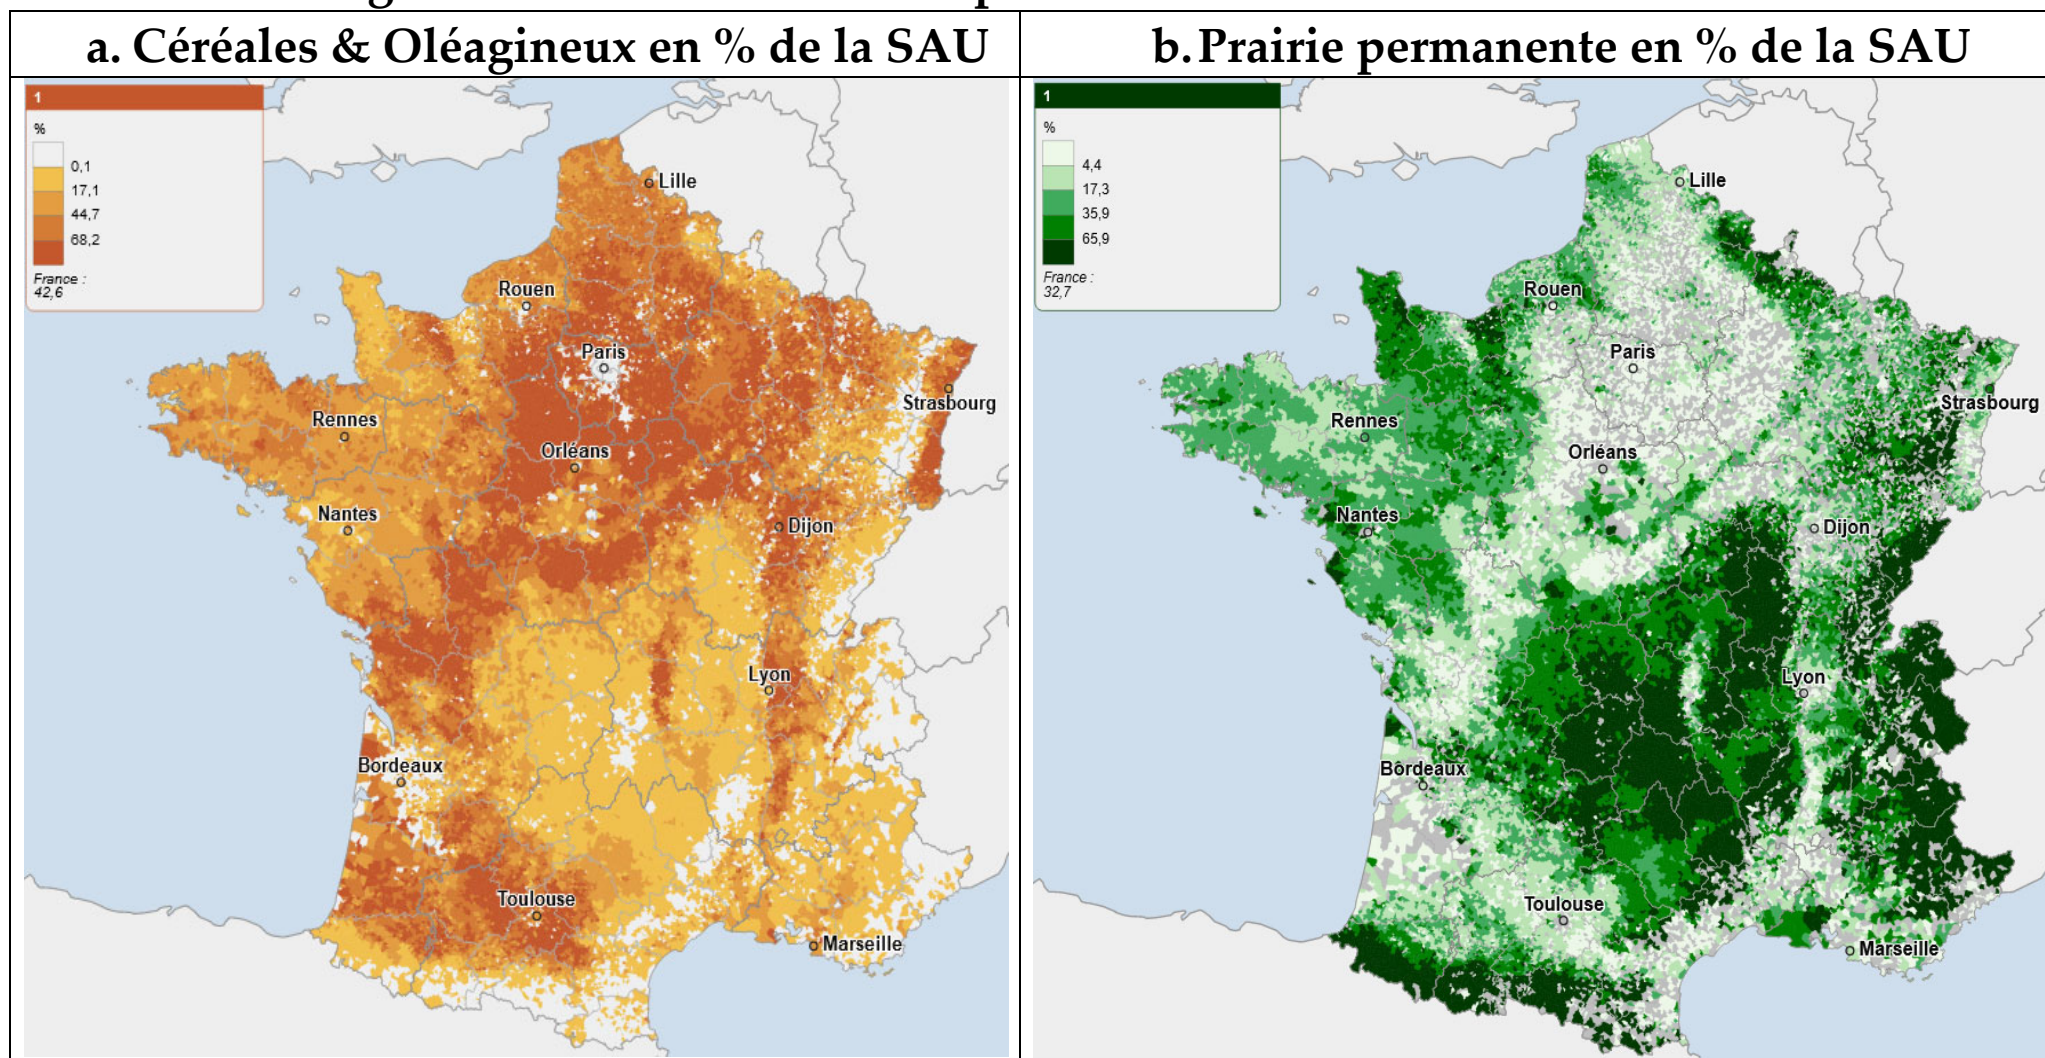 a. Céréales & Oléagineux en % de la SAU
b. Prairie permanente en % de la SAU
1
%
0,1
17,1
44,7
68,2
France :
42,6
Lille
Rouen
Paris
Strasbourg
Rennes
Orléans
Nantes
Dijon
Lyon
Bordeaux
Toulouse
Marseille
1
%
4,4
17,3
35,9
65,9
France :
32,7
Lille
Rouen
Paris
Strasbourg
Rennes
Orléans
Nantes
Dijon
Lyon
Bordeaux
Toulouse
Marseille